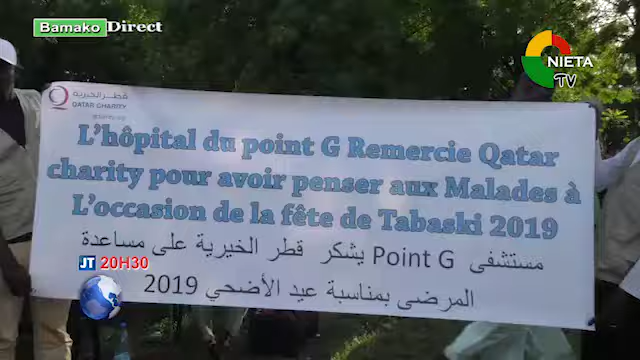 Bamako Direct
NIETA
TV
قطر الخيرية
QATAR CHARITY
L'hôpital du point G Remercie Qatar
charity pour avoir penser aux Malades à
L'occasion de la fête de Tabaski 2019
مستشفى Point G يشكر قطر الخيرية على مساعدة
المرضى بمناسبة عيد الأضحي 2019
JT 20H30